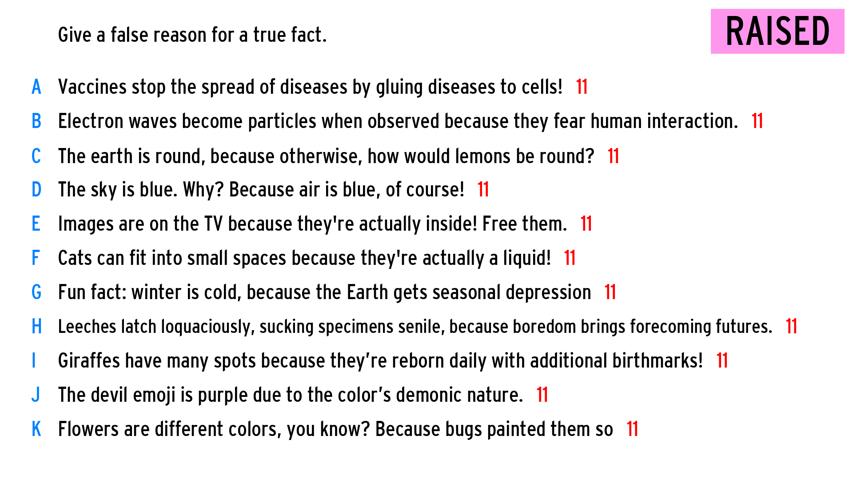 Give a false reason for a true fact.
RAISED
A Vaccines stop the spread of diseases by gluing diseases to cells! 11
B Electron waves become particles when observed because they fear human interaction. 11
C The earth is round, because otherwise, how would lemons be round? 11
D The sky is blue. Why? Because air is blue, of course! 11
E Images are on the TV because they're actually inside! Free them. 11
F Cats can fit into small spaces because they're actually a liquid! 11
G Fun fact: winter is cold, because the Earth gets seasonal depression 11
H Leeches latch loquaciously, sucking specimens senile, because boredom brings forecoming futures. 11
I Giraffes have many spots because they’re reborn daily with additional birthmarks! 11
J The devil emoji is purple due to the color’s demonic nature. 11
K Flowers are different colors, you know? Because bugs painted them so 11